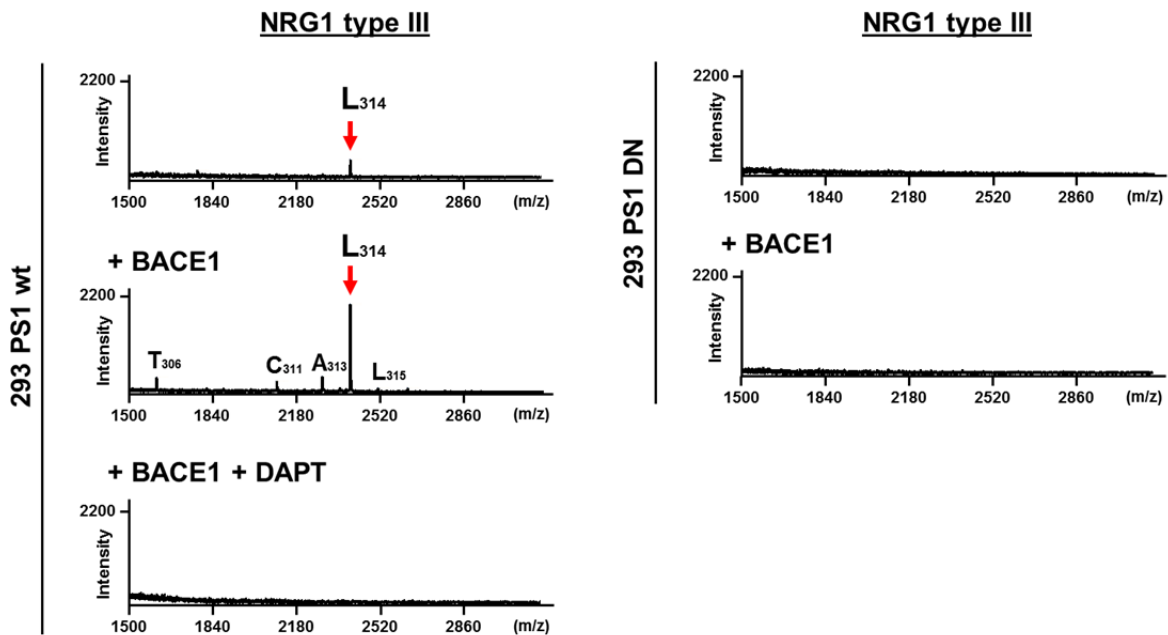 NRG1 type III
293 PS1 wt
2200
Intensity
L314
1500 1840 2180 2520 2860 (m/z)
+ BACE1
L314
2200
Intensity
T306 C311 A313 L315
1500 1840 2180 2520 2860 (m/z)
+ BACE1 + DAPT
2200
Intensity
1500 1840 2180 2520 2860 (m/z)
NRG1 type III
293 PS1 DN
2200
Intensity
1500 1840 2180 2520 2860 (m/z)
+ BACE1
2200
Intensity
1500 1840 2180 2520 2860 (m/z)